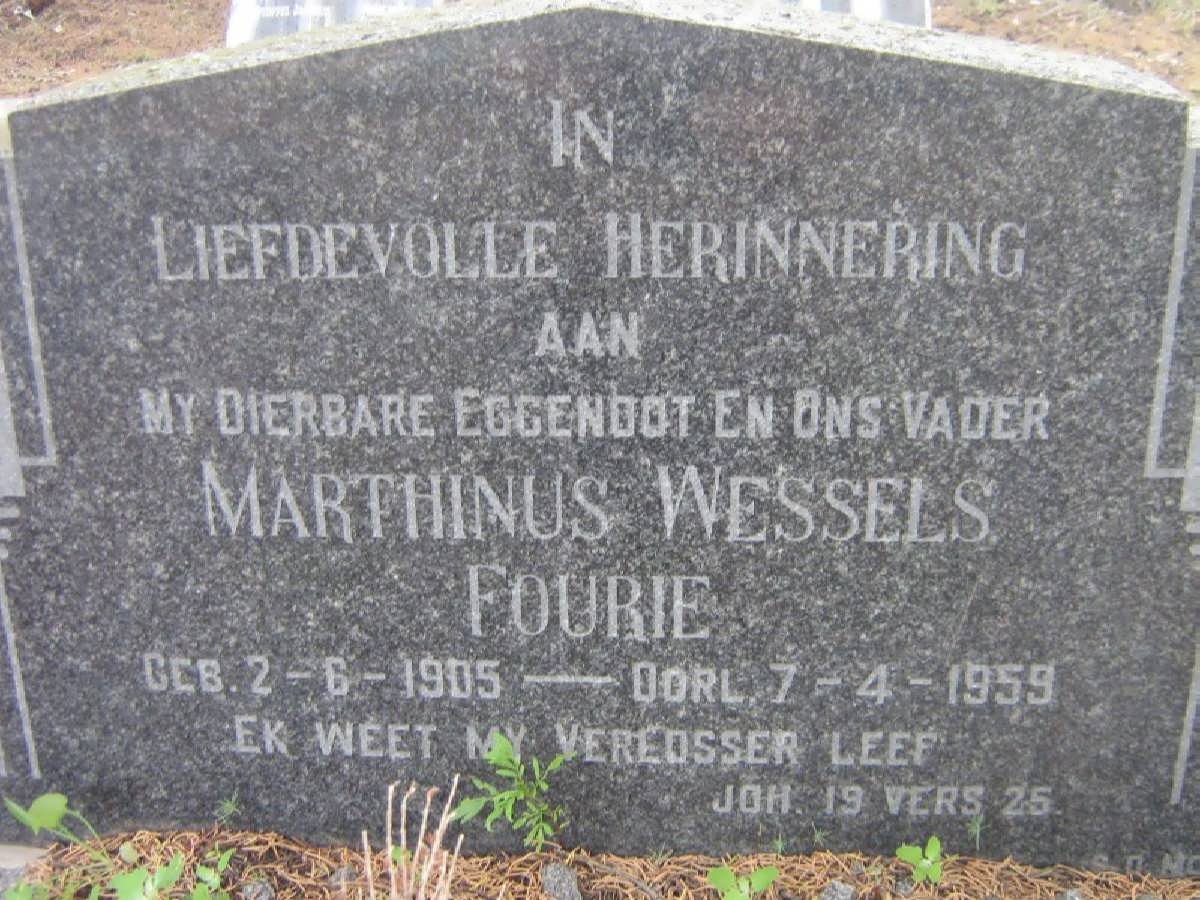 IN
LIEFDEVOLLE HERINNERING
AAN
MY DIERBARE EGGENOOT EN ONS VADER
MARTHINUS WESSELS
FOURIE
GEB. 2-6-1905 — OORL. 7-4-1959
EK WEET MY VERLOSSER LEEF
JOH. 19 VERS 25.